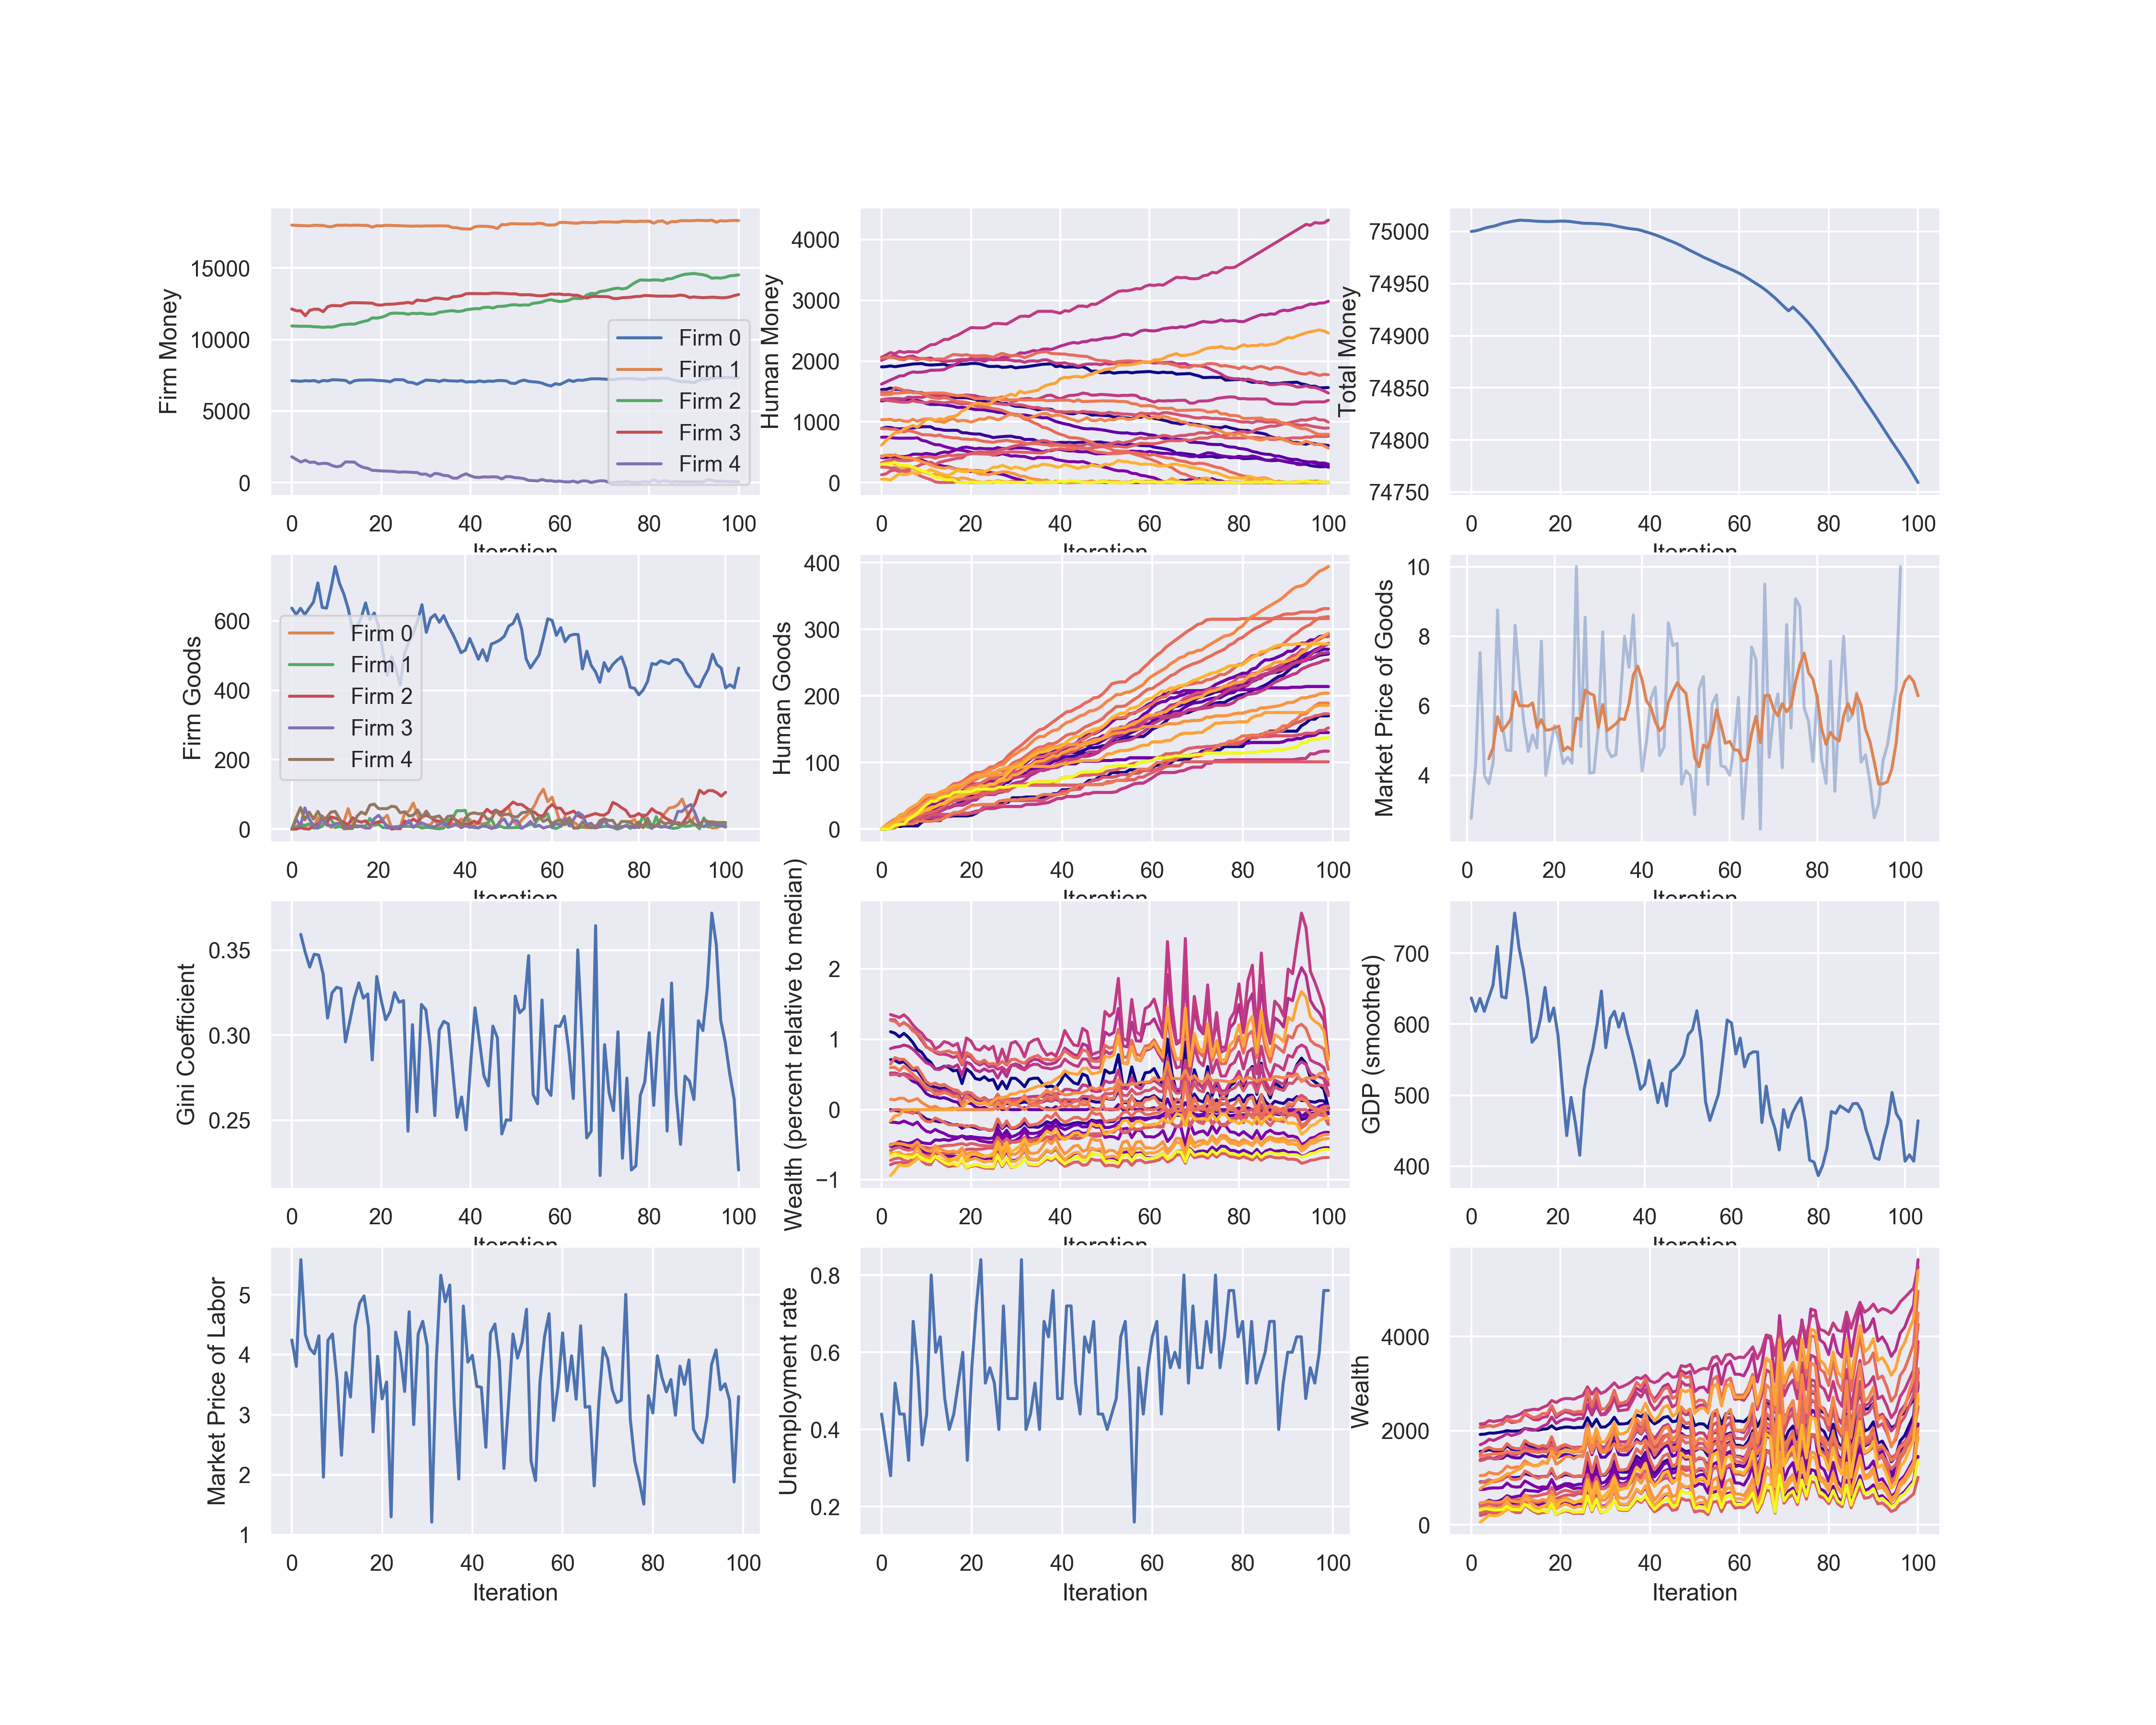 Firm Money
15000
10000
5000
0
0 20 40 60 80 100
Iteration
Firm 0
Firm 1
Firm 2
Firm 3
Firm 4
Human Money
4000
3000
2000
1000
0
0 20 40 60 80 100
Iteration
Total Money
75000
74950
74900
74850
74800
74750
0 20 40 60 80 100
Iteration
Firm Goods
600
400
200
0
0 20 40 60 80 100
Iteration
Firm 0
Firm 1
Firm 2
Firm 3
Firm 4
Human Goods
400
300
200
100
0
0 20 40 60 80 100
Iteration
Market Price of Goods
10
8
6
4
0 20 40 60 80 100
Iteration
Gini Coefficient
0.35
0.30
0.25
0 20 40 60 80 100
Iteration
Wealth (percent relative to median)
2
1
0
−1
0 20 40 60 80 100
Iteration
GDP (smoothed)
700
600
500
400
0 20 40 60 80 100
Iteration
Market Price of Labor
5
4
3
2
1
0 20 40 60 80 100
Iteration
Unemployment rate
0.8
0.6
0.4
0.2
0 20 40 60 80 100
Iteration
Wealth
4000
2000
0
0 20 40 60 80 100
Iteration